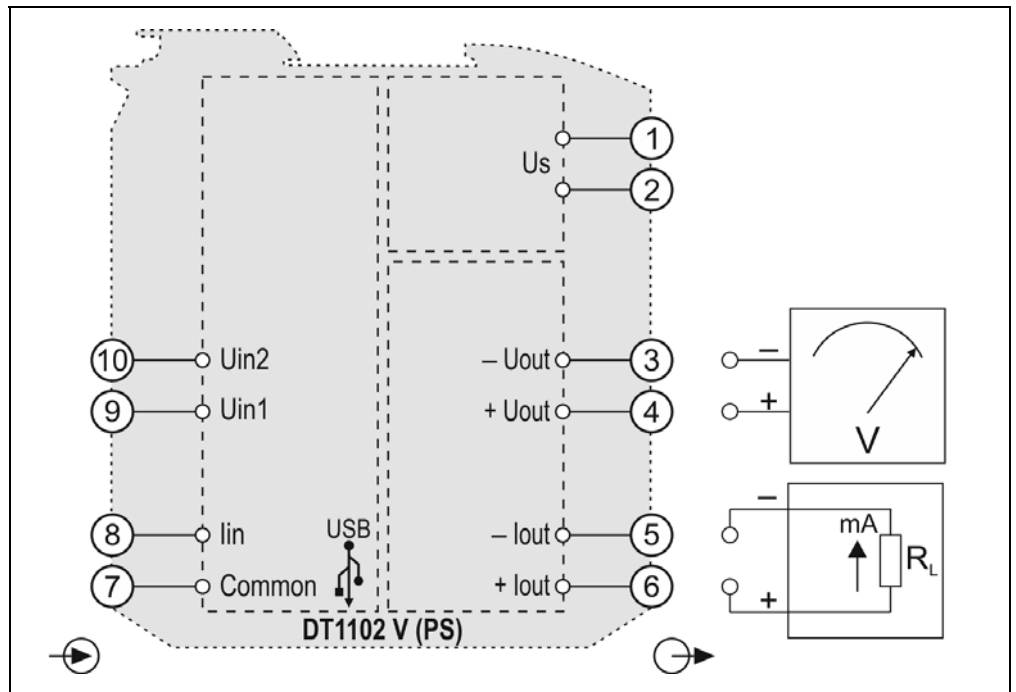 1
Us
2
10 Uin2
9 Uin1
– Uout 3
+ Uout 4
–
+
V
8 Iin
7 Common
USB
– Iout 5
+ Iout 6
–
mA
RL
+
DT1102 V (PS)